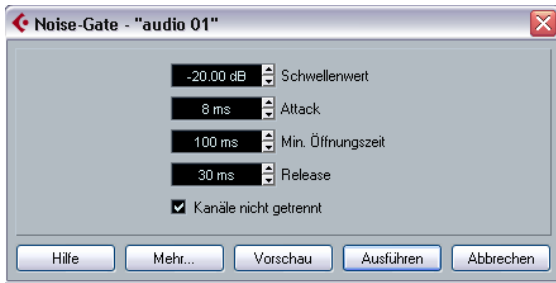 Noise-Gate - "audio 01"
-20.00 dB Schwellenwert
8 ms Attack
100 ms Min. Öffnungszeit
30 ms Release
Kanäle nicht getrennt
Hilfe Mehr... Vorschau Ausführen Abbrechen